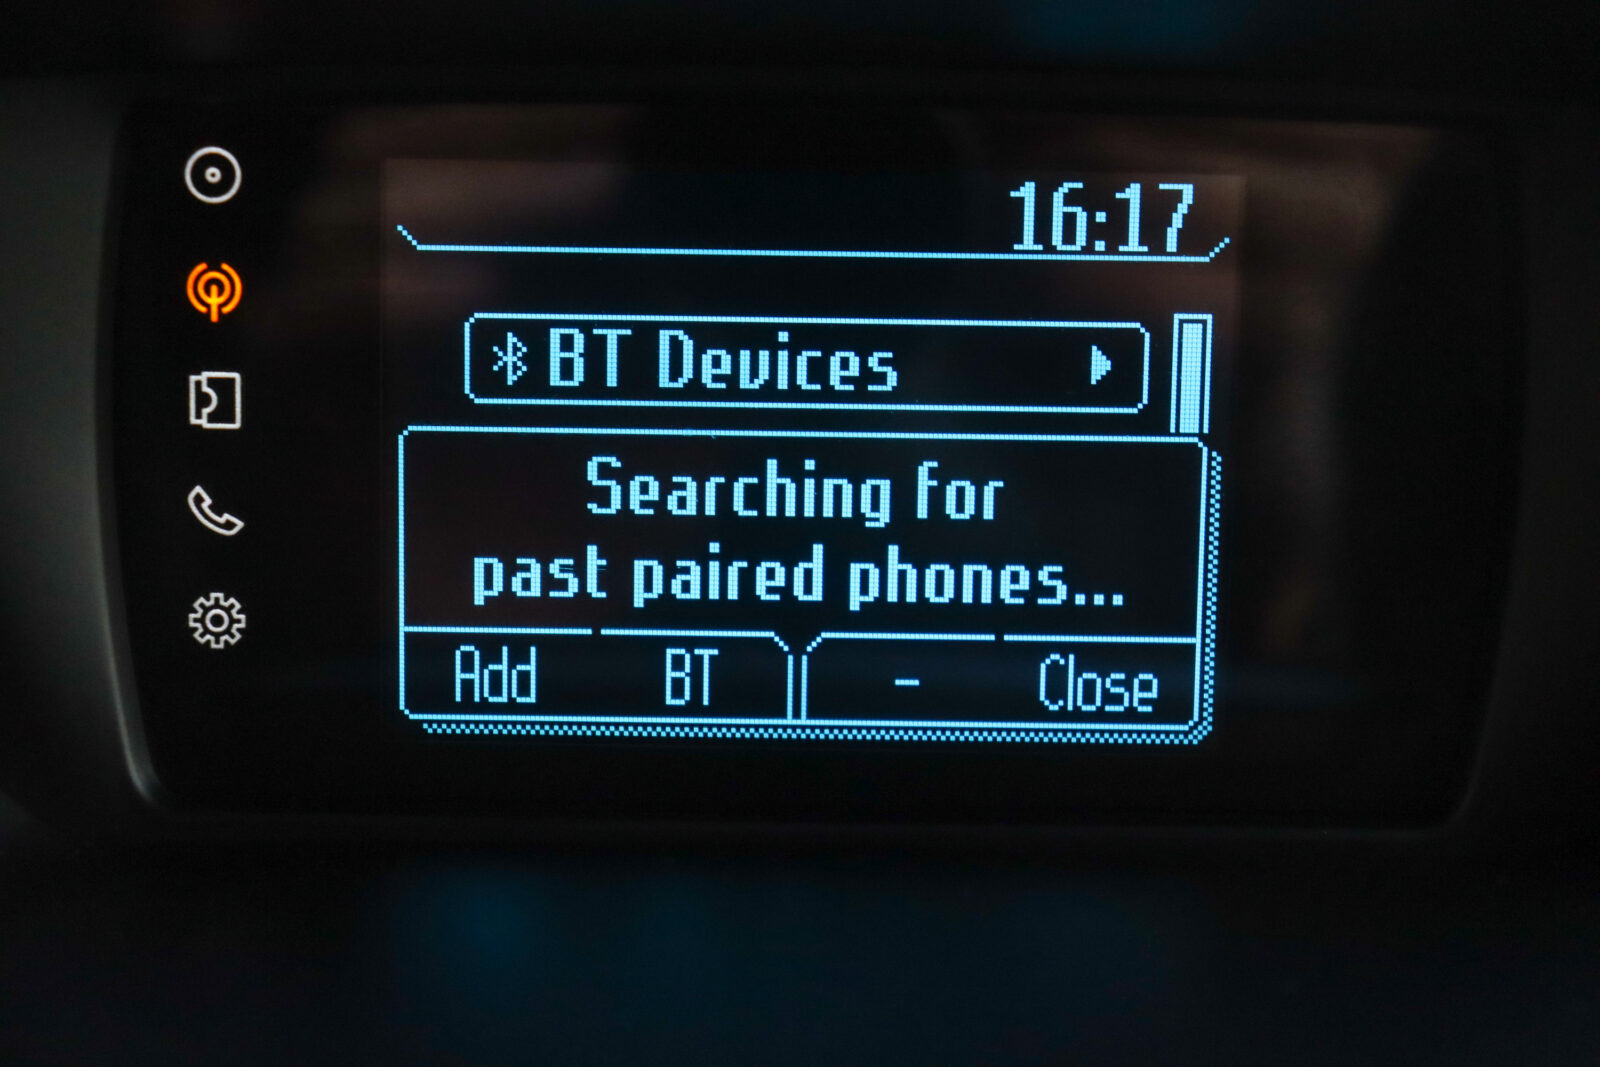 16:17
BT Devices
Searching for
past paired phones...
Add BT - Close